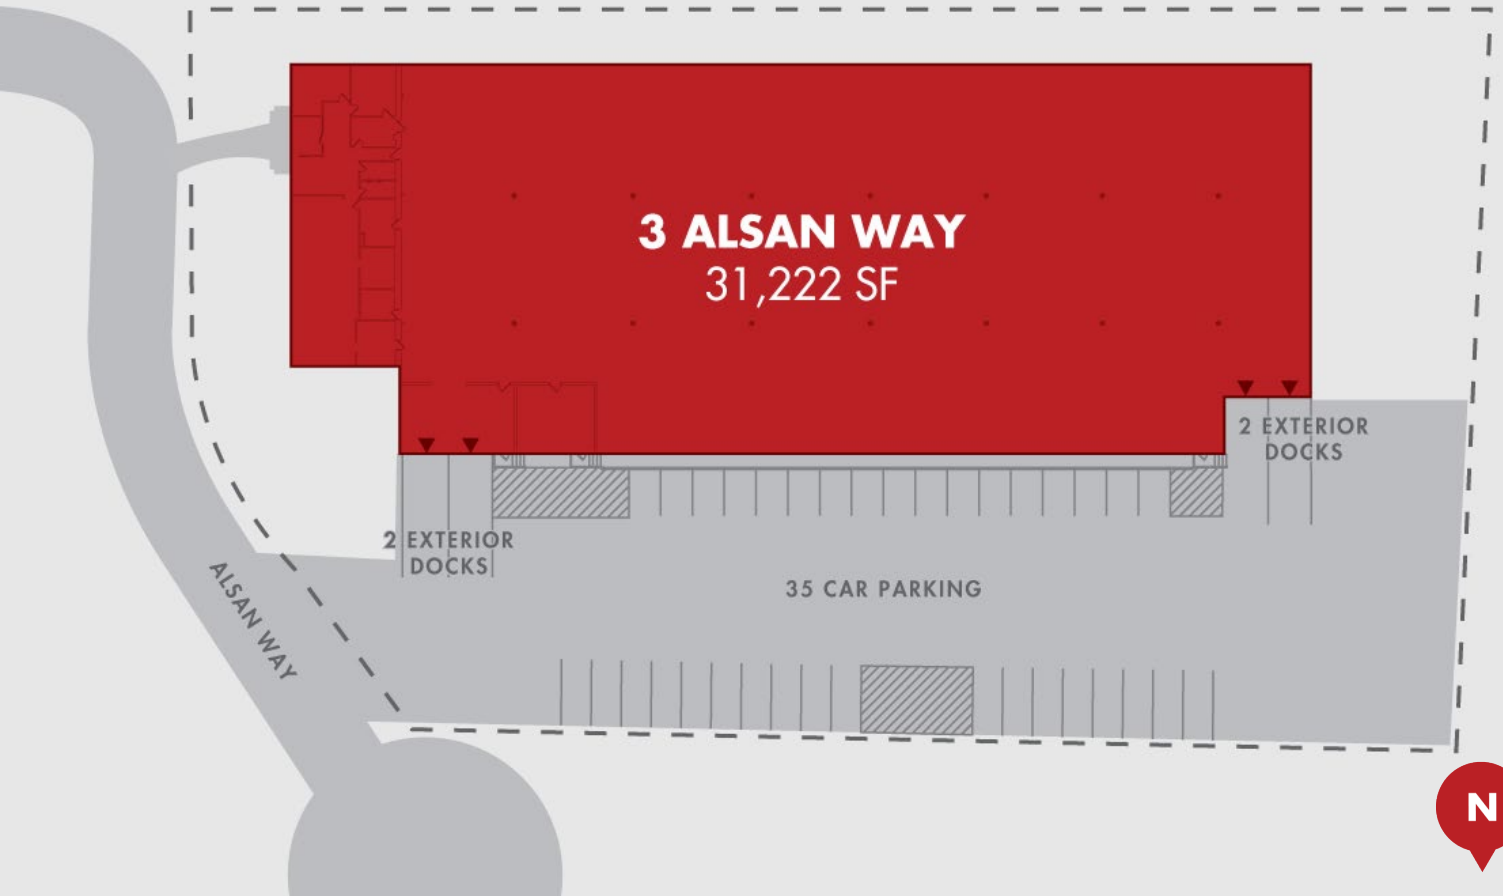 3 ALSAN WAY
31,222 SF
2 EXTERIOR
DOCKS
2 EXTERIOR
DOCKS
35 CAR PARKING
ALSAN WAY
N